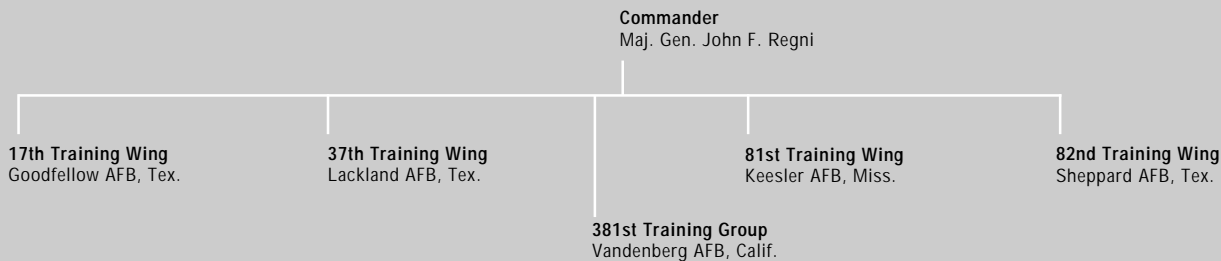 Commander
Maj. Gen. John F. Regni
17th Training Wing
Goodfellow AFB, Tex.
37th Training Wing
Lackland AFB, Tex.
81st Training Wing
Keesler AFB, Miss.
82nd Training Wing
Sheppard AFB, Tex.
381st Training Group
Vandenberg AFB, Calif.